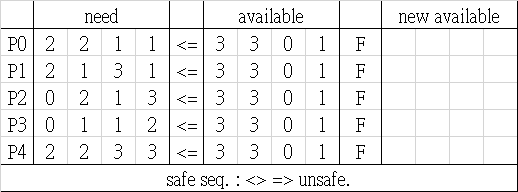 need available new available
P0 2 2 1 1 <= 3 3 0 1 F
P1 2 1 3 1 <= 3 3 0 1 F
P2 0 2 1 3 <= 3 3 0 1 F
P3 0 1 1 2 <= 3 3 0 1 F
P4 2 2 3 3 <= 3 3 0 1 F
safe seq. : <> => unsafe.